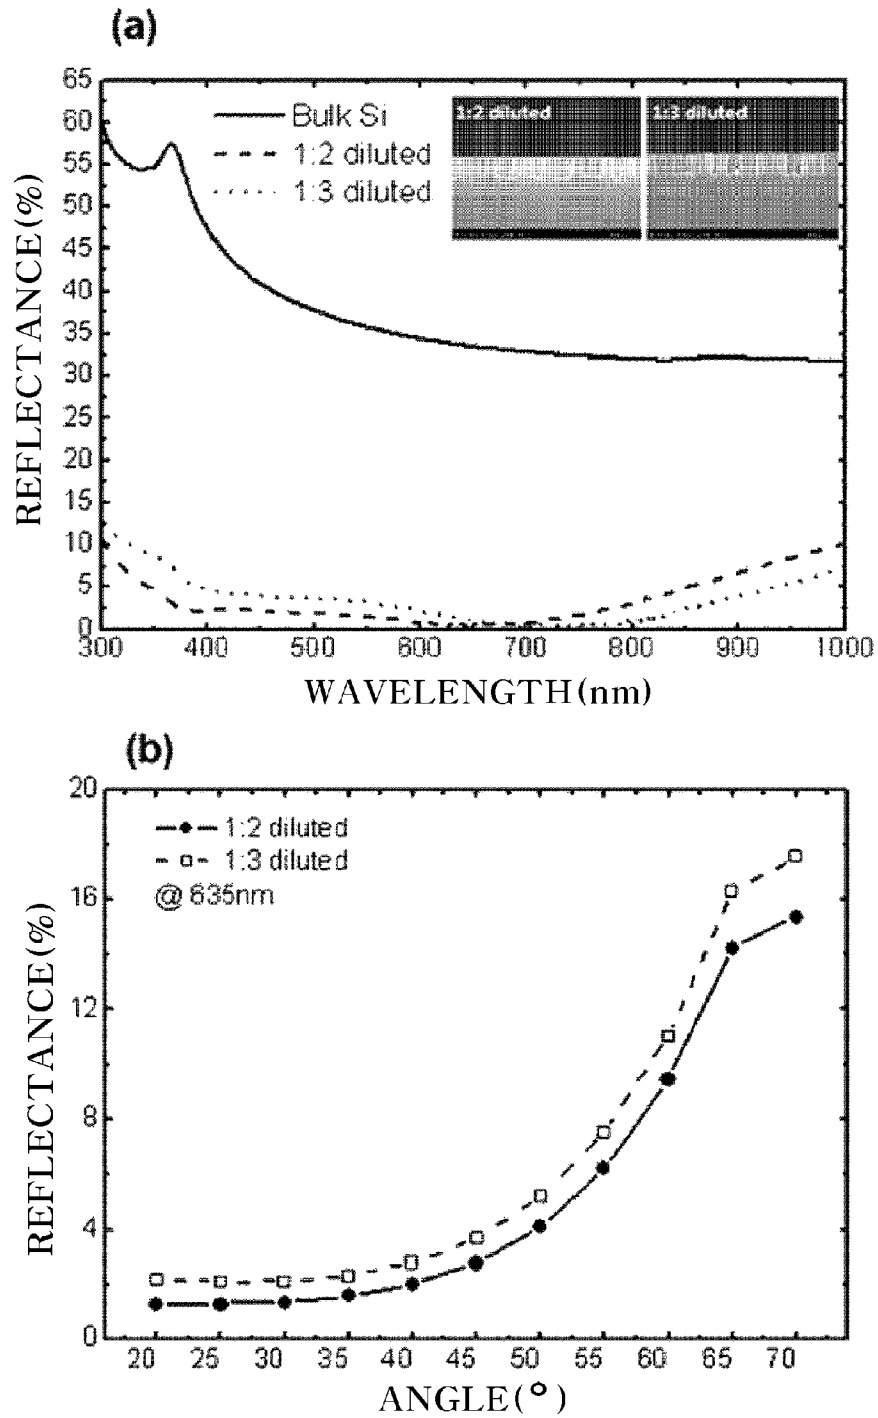 (a)
65
60
55
50
45
40
35
30
25
20
15
10
5
0
REFLECTANCE(%)
Bulk Si
1:2 diluted
1:3 diluted
1:2 diluted
1:3 diluted
300 400 500 600 700 800 900 1000
WAVELENGTH(nm)
(b)
20
16
12
8
4
0
REFLECTANCE(%)
1:2 diluted
1:3 diluted
@ 635nm
20 25 30 35 40 45 50 55 60 65 70
ANGLE(°)